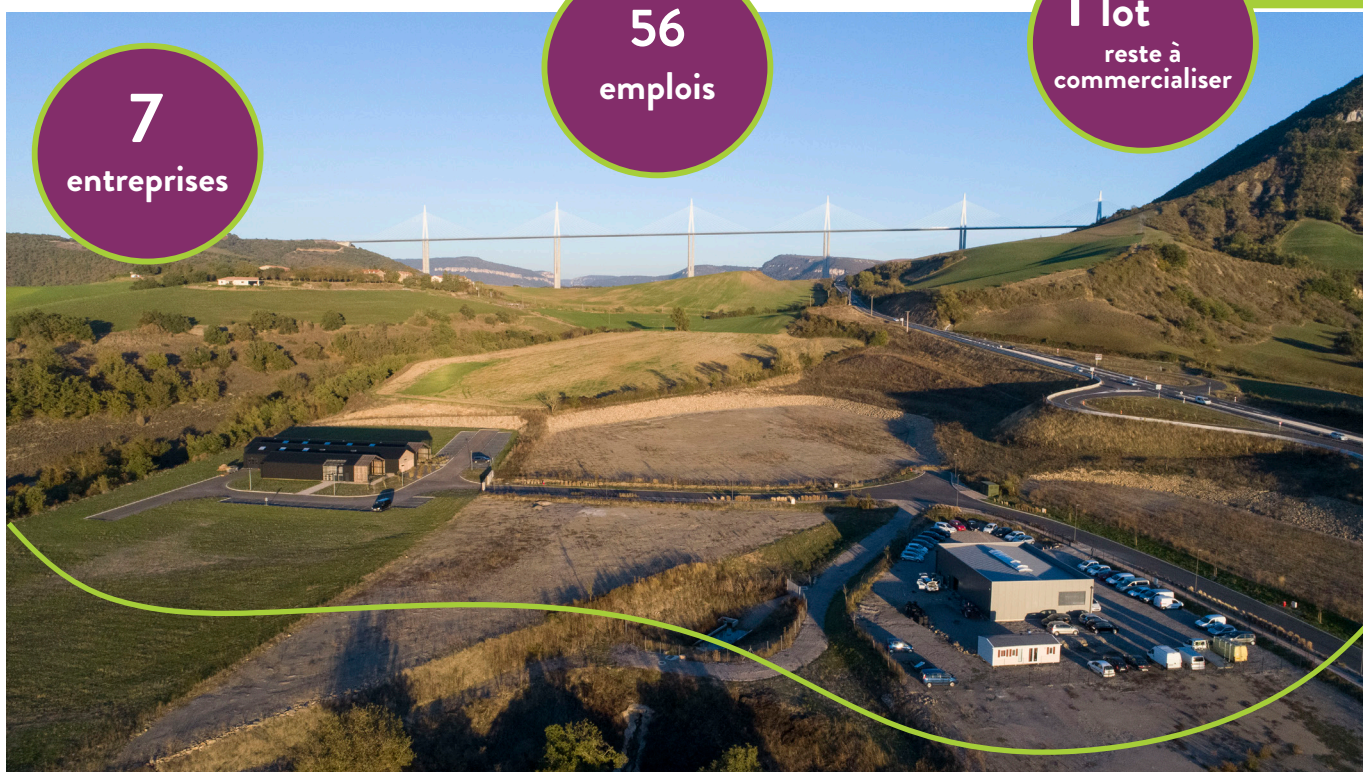 7
entreprises
56
emplois
1 lot
reste à
commercialiser